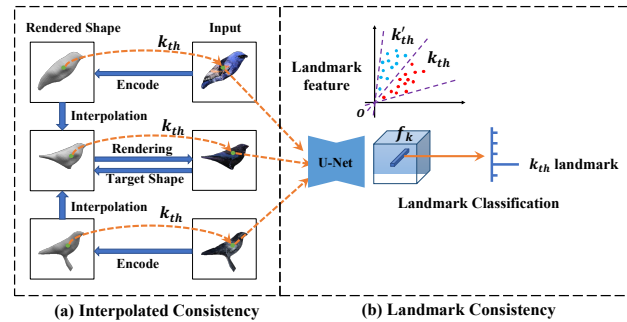 Rendered Shape
Input
k_th
Encode
Interpolation
k_th
Rendering
Target Shape
Interpolation
k_th
Encode
(a) Interpolated Consistency
Landmark
feature
k'_th
k_th
O
U-Net
f_k
k_th landmark
Landmark Classification
(b) Landmark Consistency